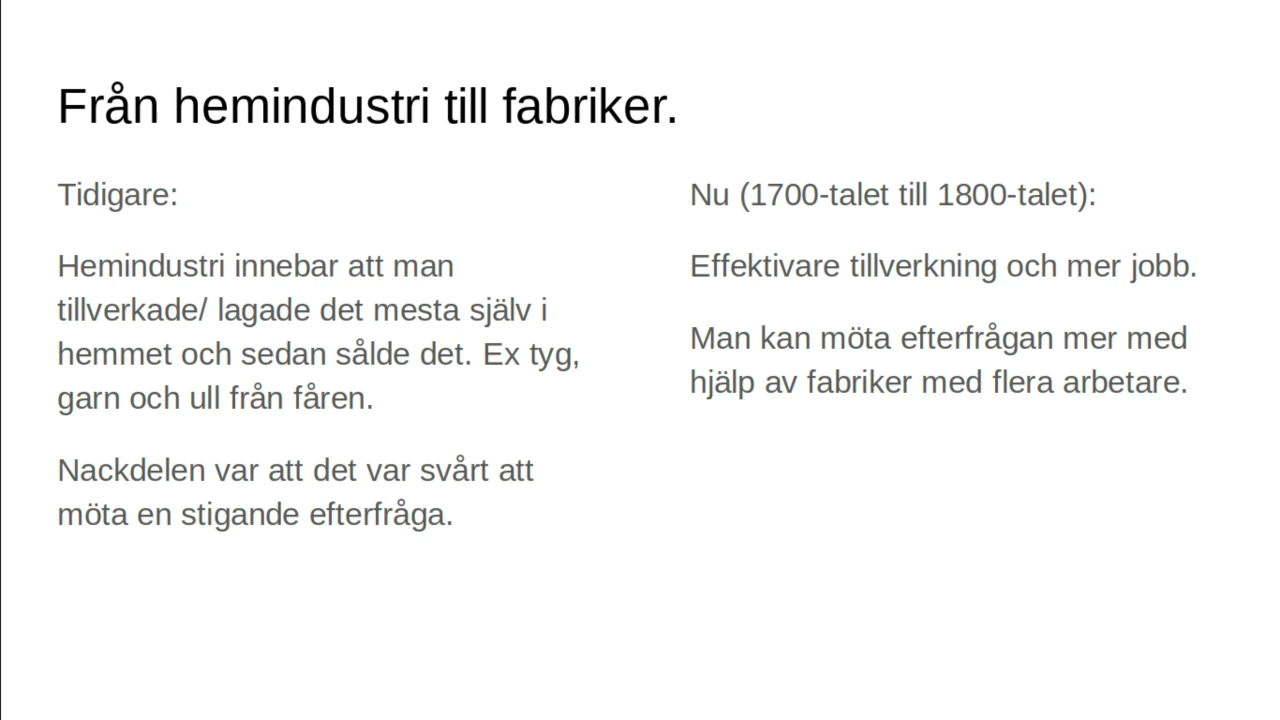 Från hemindustri till fabriker.
Tidigare:
Hemindustri innebar att man
tillverkade/ lagade det mesta själv i
hemmet och sedan sålde det. Ex tyg,
garn och ull från fåren.
Nackdelen var att det var svårt att
möta en stigande efterfråga.
Nu (1700-talet till 1800-talet):
Effektivare tillverkning och mer jobb.
Man kan möta efterfrågan mer med
hjälp av fabriker med flera arbetare.